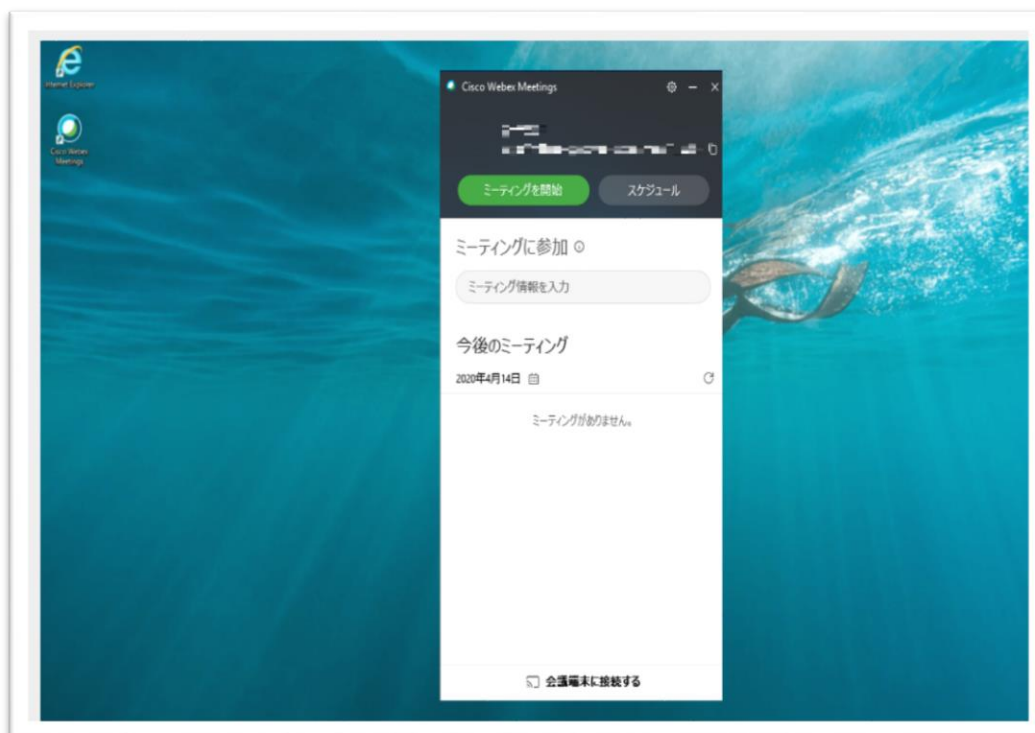 Internet Explorer
Cisco Webex
Meetings
Cisco Webex Meetings
ミーティングを開始
スケジュール
ミーティングに参加
ミーティング情報を入力
今後のミーティング
2020年4月14日
ミーティングがありません。
会議端末に接続する